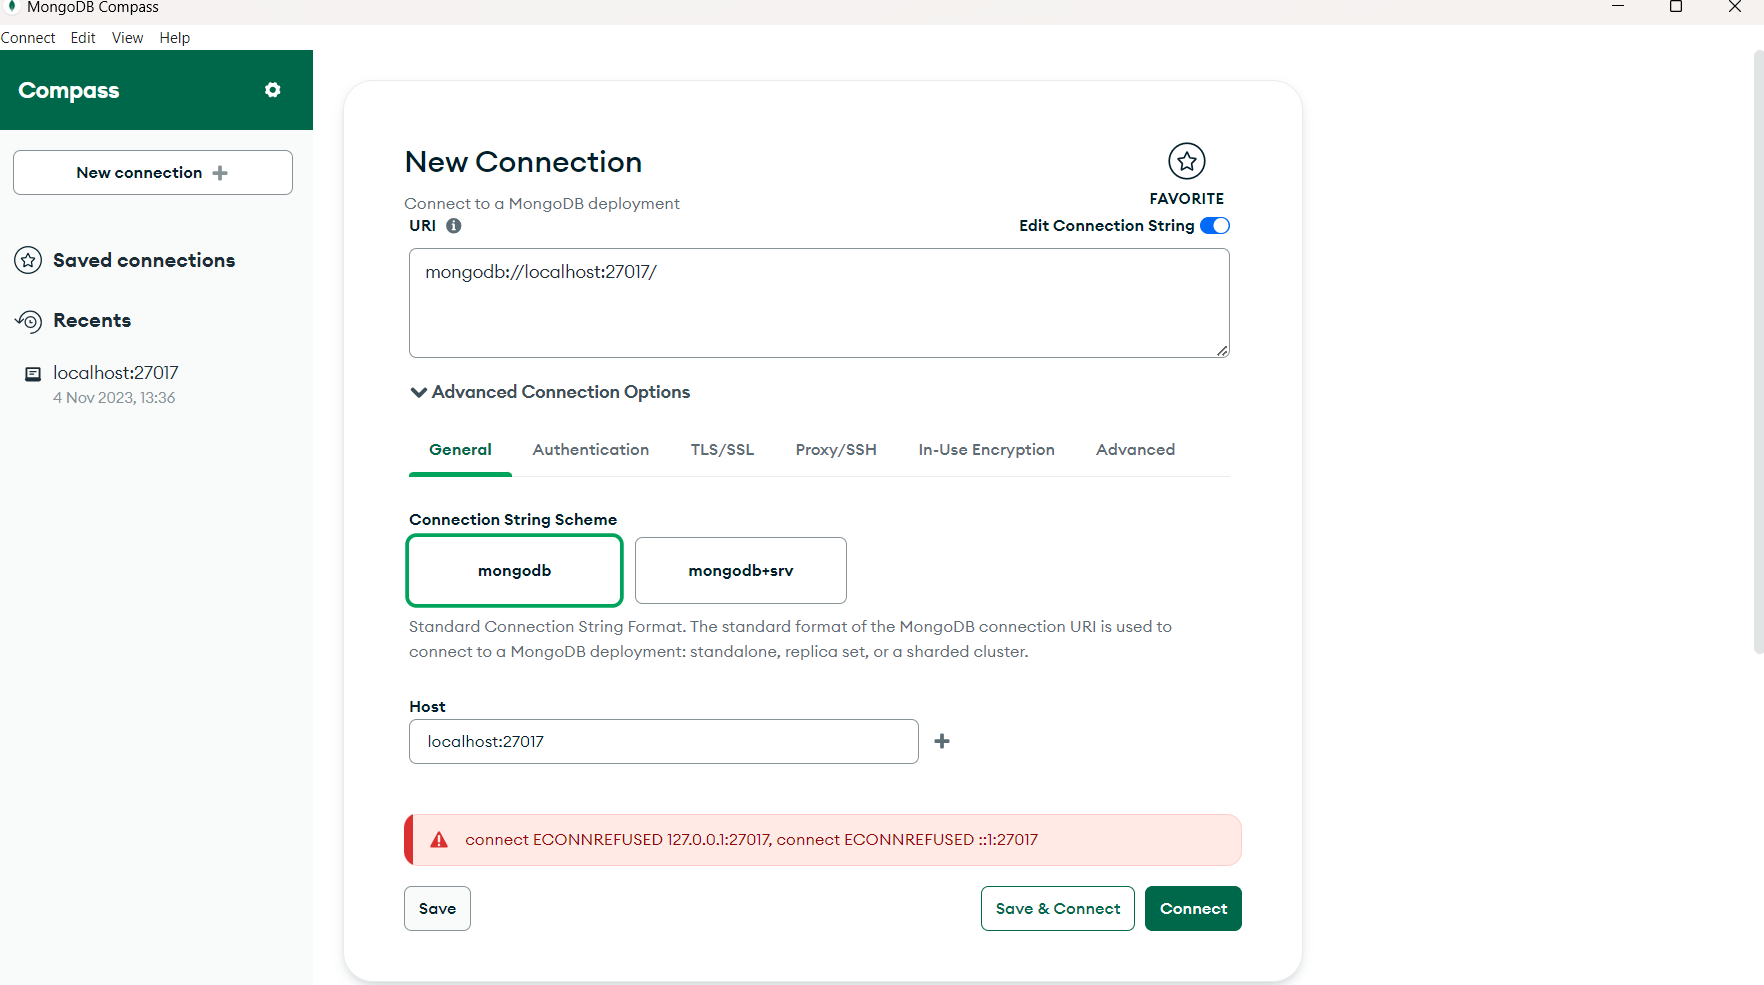 MongoDB Compass
Connect Edit View Help
Compass
New connection
Saved connections
Recents
localhost:27017
4 Nov 2023, 13:36
New Connection
FAVORITE
Connect to a MongoDB deployment
URI
Edit Connection String
mongodb://localhost:27017/
Advanced Connection Options
General Authentication TLS/SSL Proxy/SSH In-Use Encryption Advanced
Connection String Scheme
mongodb mongodb+srv
Standard Connection String Format. The standard format of the MongoDB connection URI is used to
connect to a MongoDB deployment: standalone, replica set, or a sharded cluster.
Host
localhost:27017
connect ECONNREFUSED 127.0.0.1:27017, connect ECONNREFUSED ::1:27017
Save Save & Connect Connect